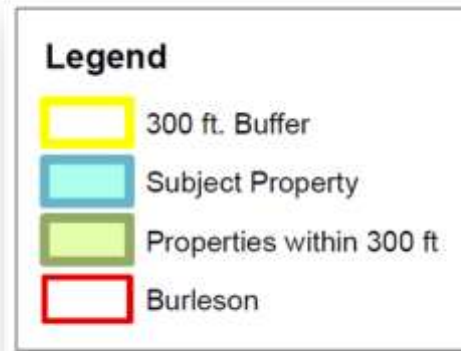 Legend
300 ft. Buffer
Subject Property
Properties within 300 ft
Burleson